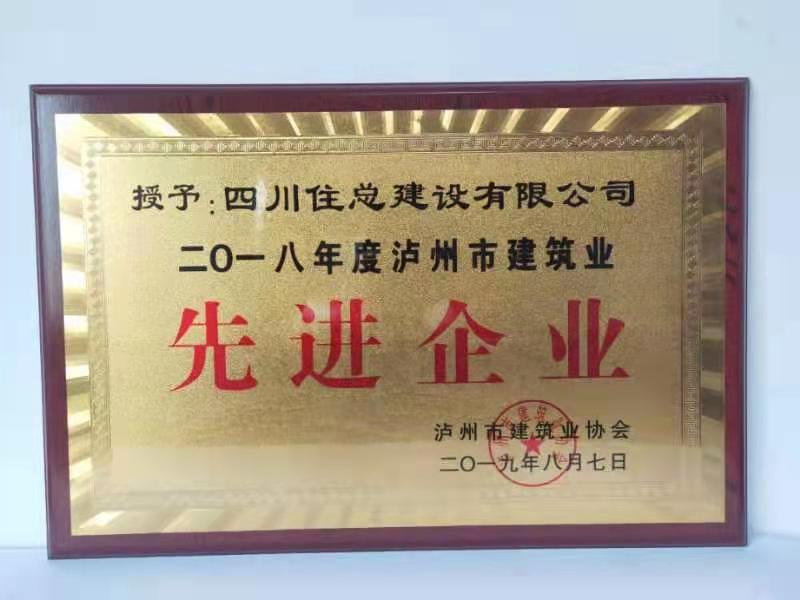 授予:四川住总建设有限公司
二〇一八年度泸州市建筑业
先进企业
泸州市建筑业协会
二〇一九年八月七日